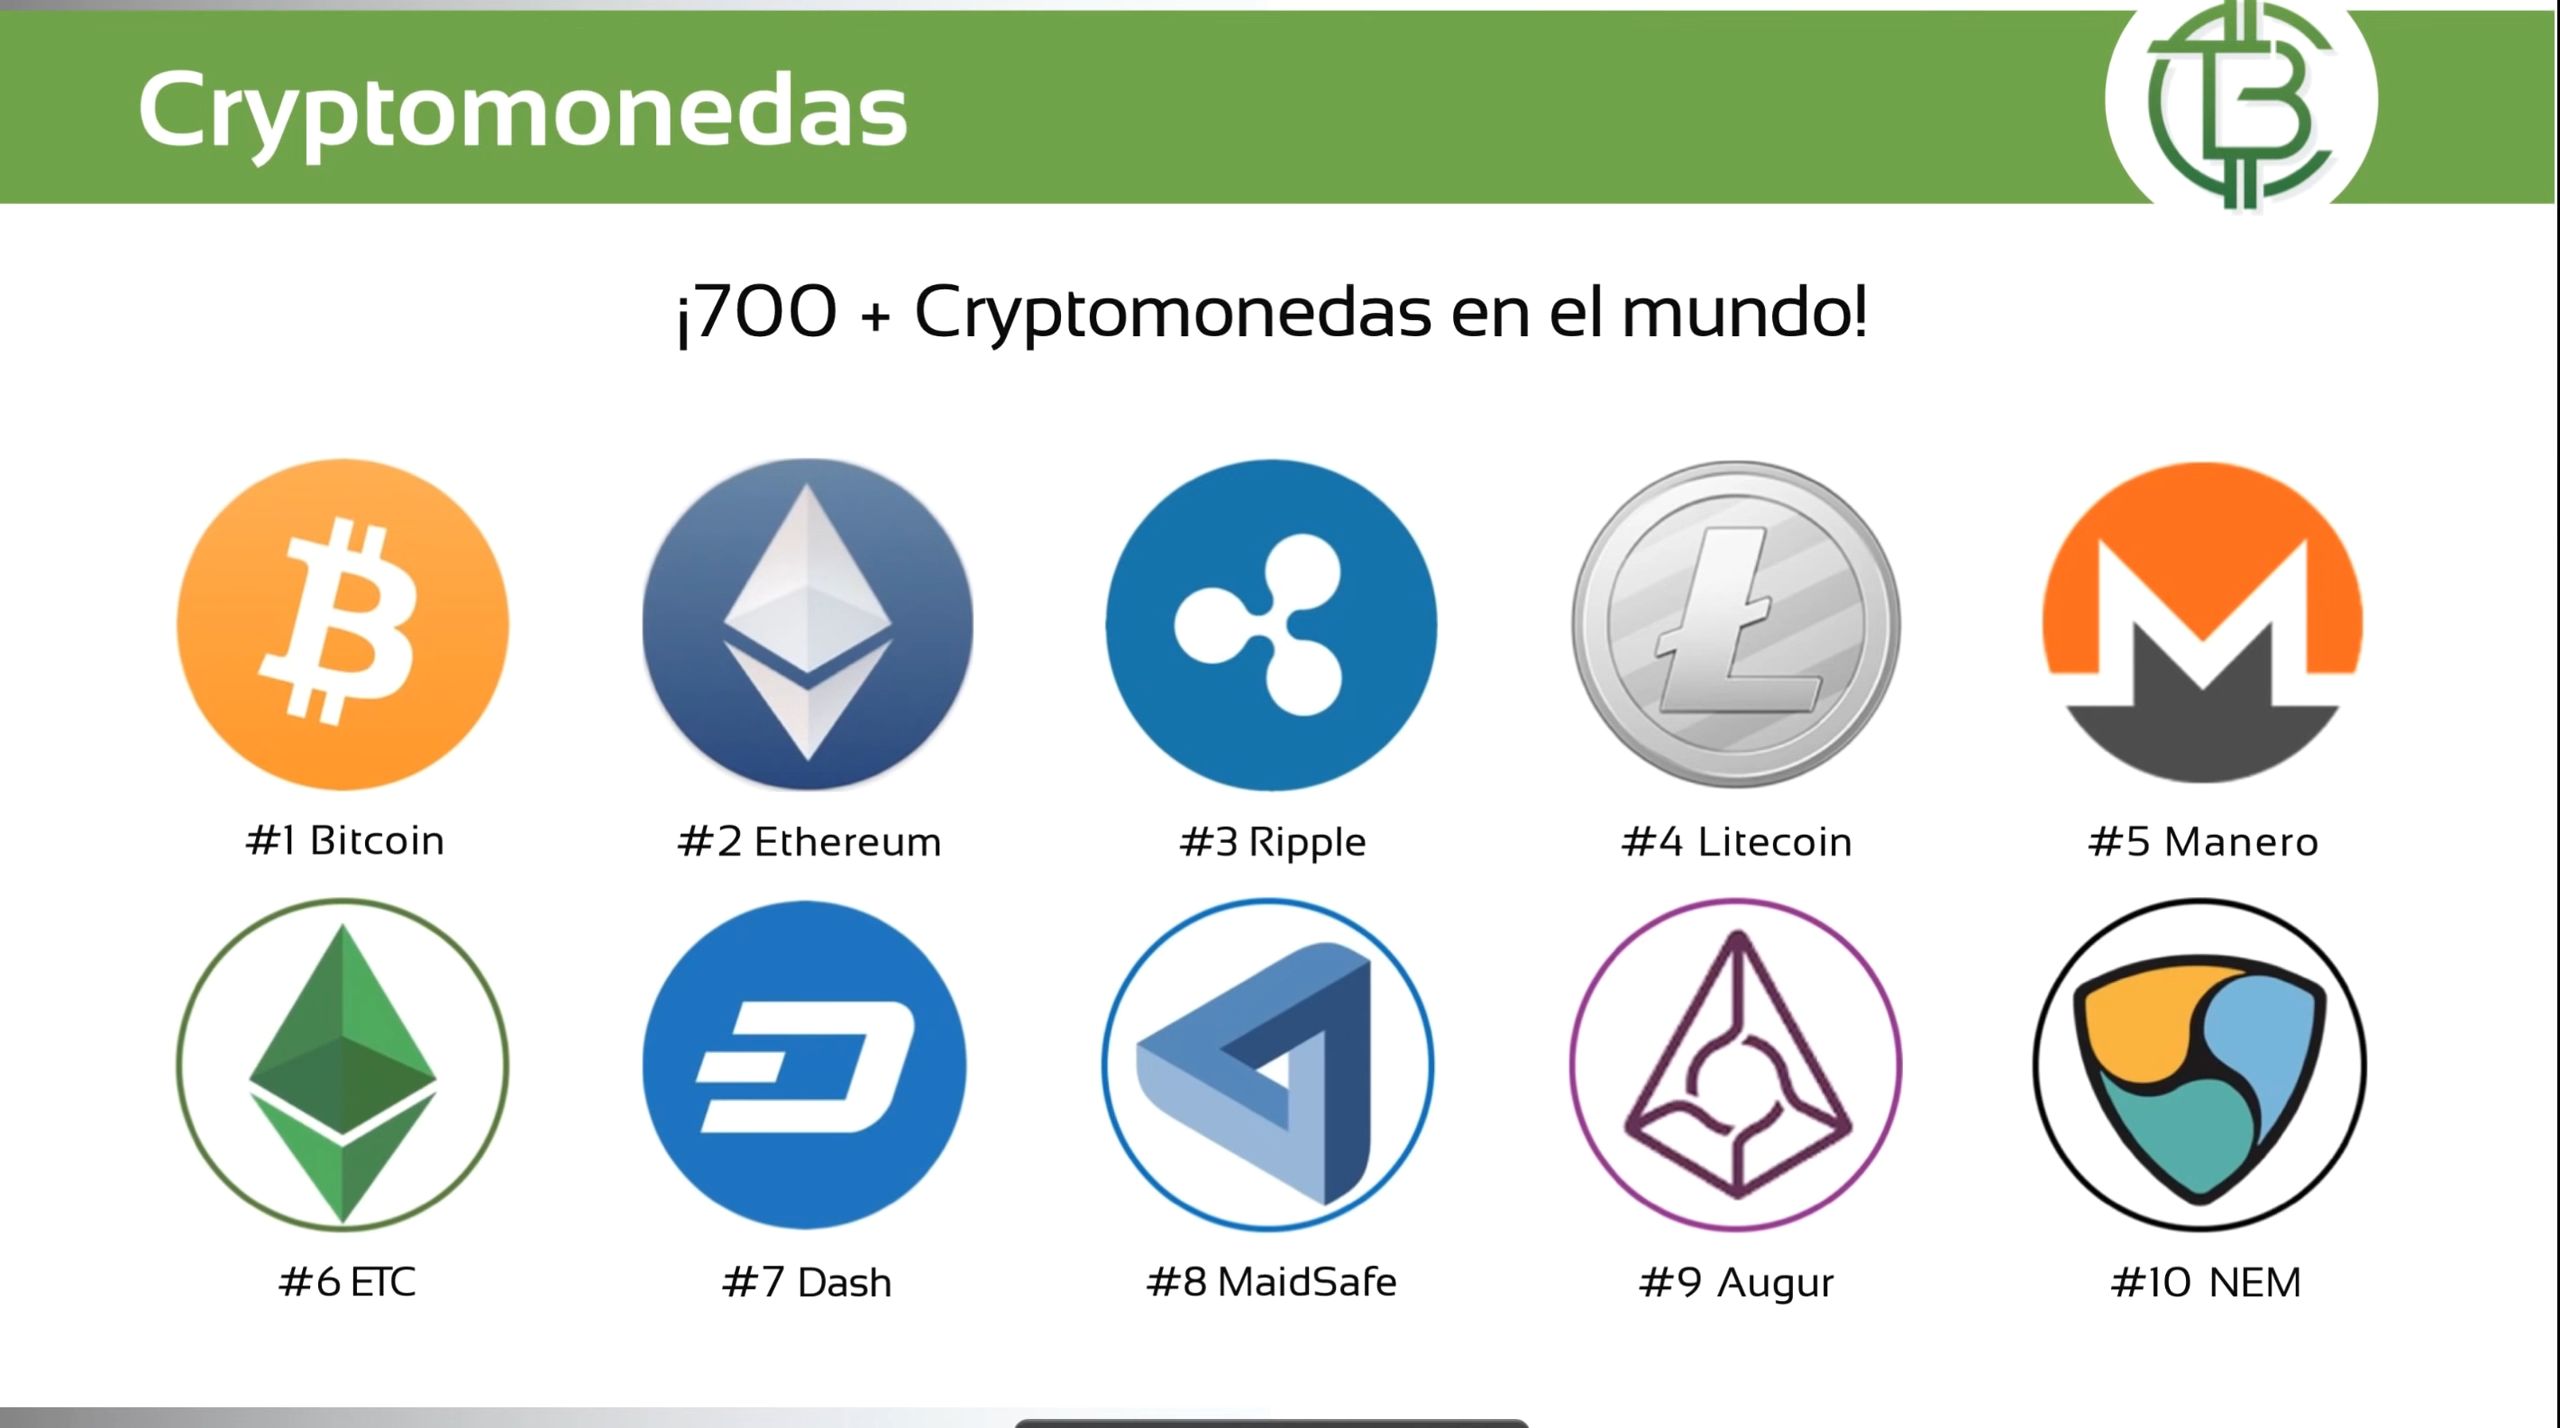 Cryptomonedas
¡700 + Cryptomonedas en el mundo!
#1 Bitcoin
#2 Ethereum
#3 Ripple
#4 Litecoin
#5 Manero
#6 ETC
#7 Dash
#8 MaidSafe
#9 Augur
#10 NEM